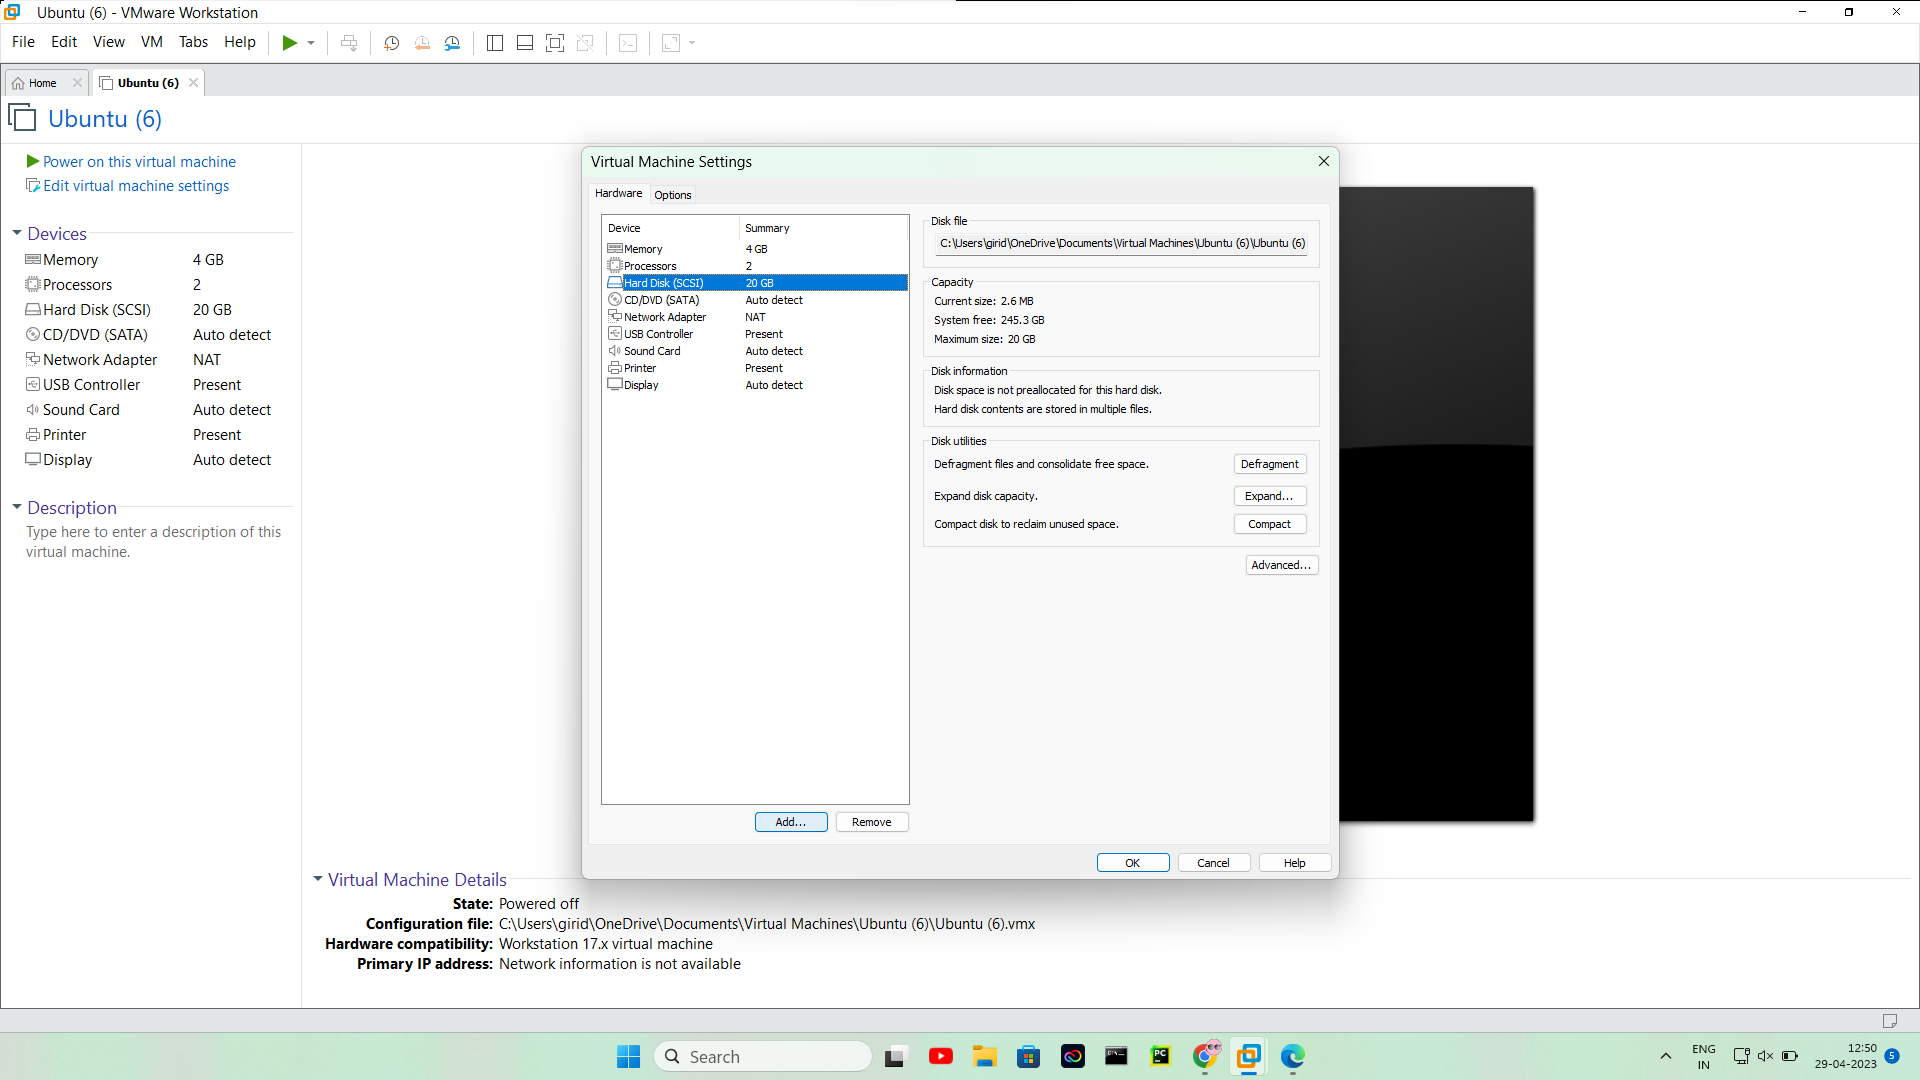 Ubuntu (6) - VMware Workstation
File Edit View VM Tabs Help
Home Ubuntu (6)
Ubuntu (6)
Power on this virtual machine
Edit virtual machine settings
Devices
Memory 4 GB
Processors 2
Hard Disk (SCSI) 20 GB
CD/DVD (SATA) Auto detect
Network Adapter NAT
USB Controller Present
Sound Card Auto detect
Printer Present
Display Auto detect
Description
Type here to enter a description of this
virtual machine.
Virtual Machine Settings
Hardware Options
Device Summary
Memory 4 GB
Processors 2
Hard Disk (SCSI) 20 GB
CD/DVD (SATA) Auto detect
Network Adapter NAT
USB Controller Present
Sound Card Auto detect
Printer Present
Display Auto detect
Add... Remove
Disk file
C:\Users\girid\OneDrive\Documents\Virtual Machines\Ubuntu (6)\Ubuntu (6)
Capacity
Current size: 2.6 MB
System free: 245.3 GB
Maximum size: 20 GB
Disk information
Disk space is not preallocated for this hard disk.
Hard disk contents are stored in multiple files.
Disk utilities
Defragment files and consolidate free space. Defragment
Expand disk capacity. Expand...
Compact disk to reclaim unused space. Compact
Advanced...
OK Cancel Help
Virtual Machine Details
State: Powered off
Configuration file: C:\Users\girid\OneDrive\Documents\Virtual Machines\Ubuntu (6)\Ubuntu (6).vmx
Hardware compatibility: Workstation 17.x virtual machine
Primary IP address: Network information is not available
Search
PC
ENG
IN
12:50
29-04-2023
5